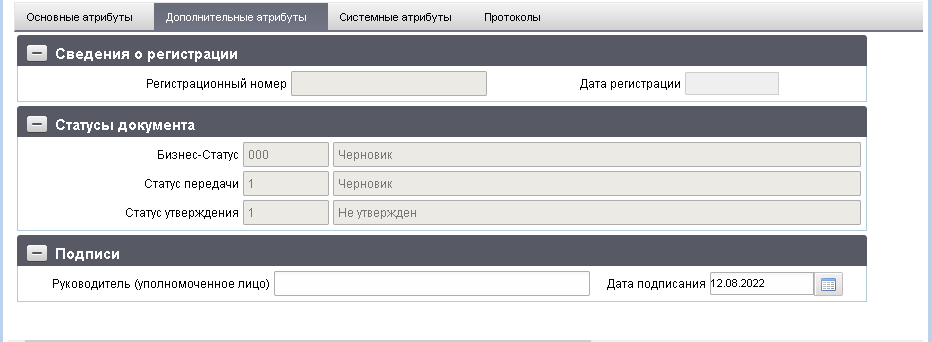 Основные атрибуты Дополнительные атрибуты Системные атрибуты Протоколы
Сведения о регистрации
Регистрационный номер Дата регистрации
Статусы документа
Бизнес-Статус 000 Черновик
Статус передачи 1 Черновик
Статус утверждения 1 Не утвержден
Подписи
Руководитель (уполномоченное лицо) Дата подписания 12.08.2022